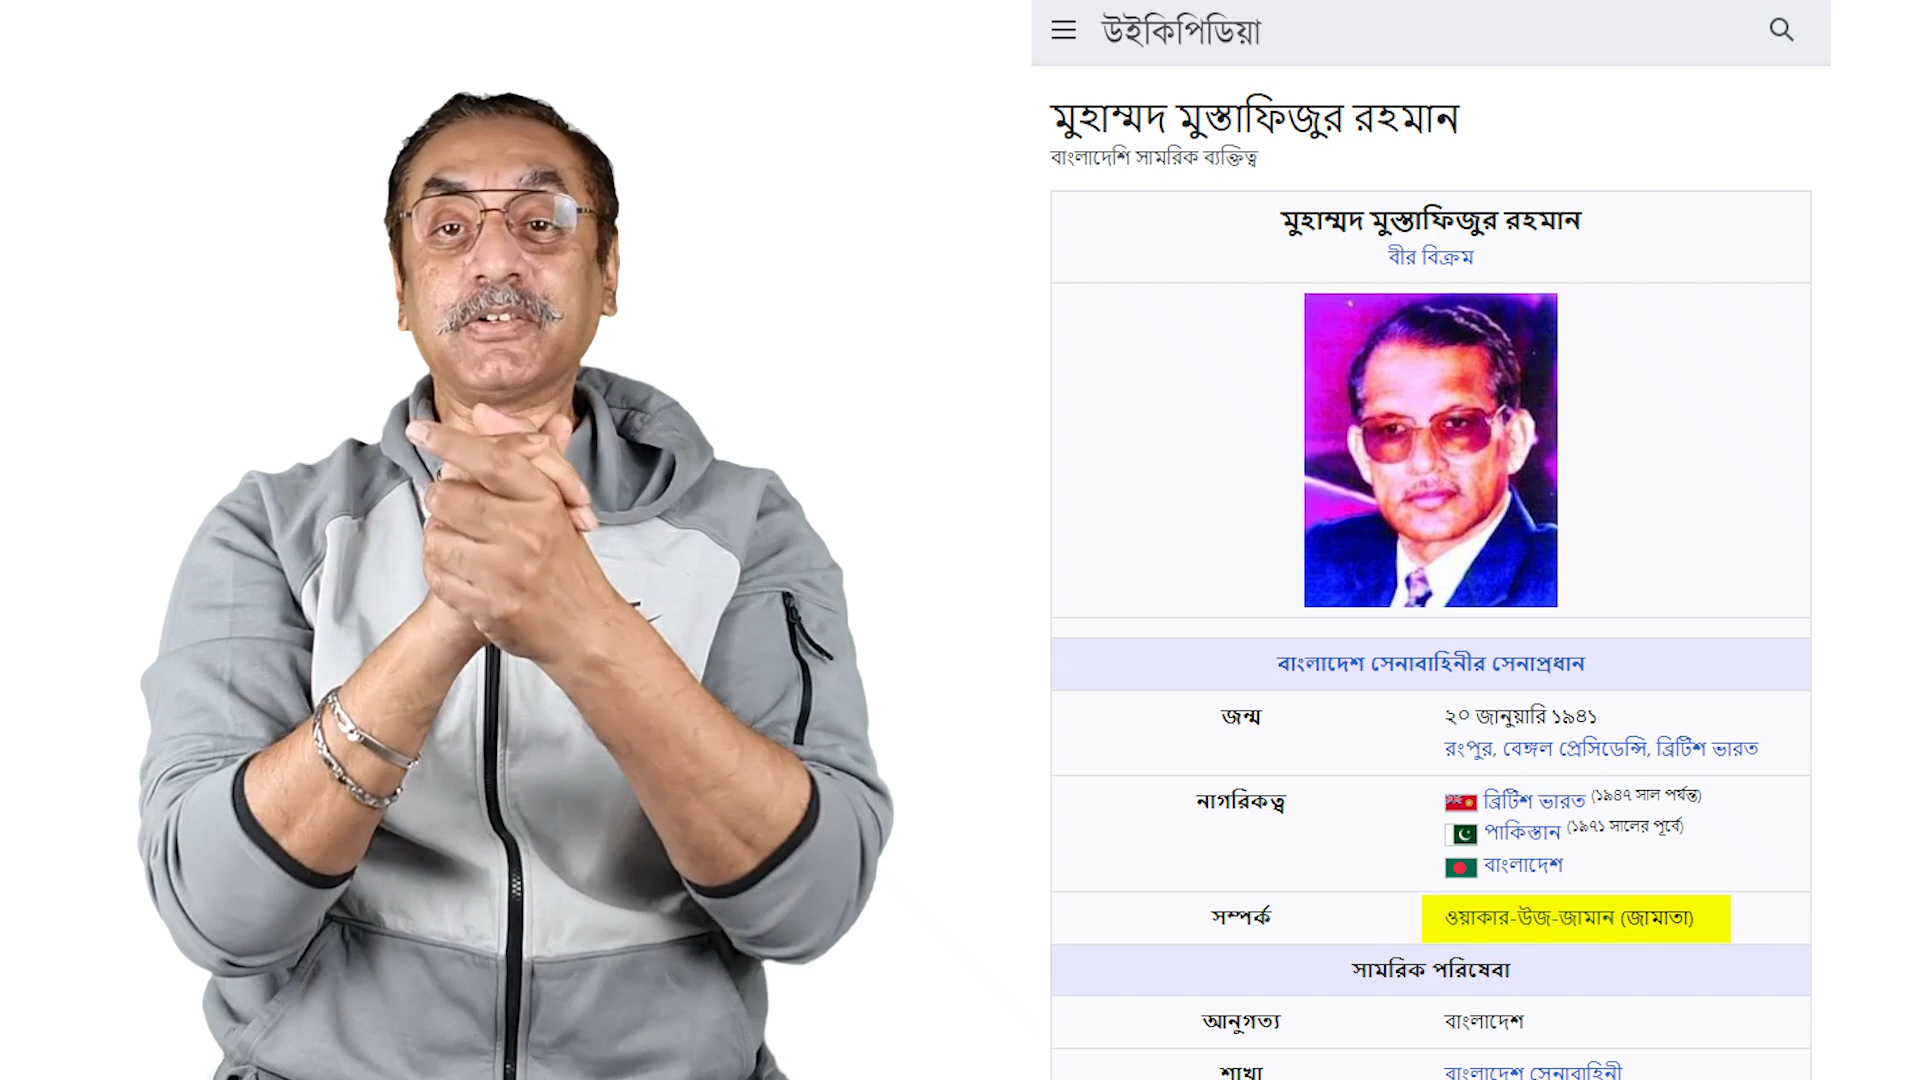 উইকিপিডিয়া
মুহাম্মদ মুস্তাফিজুর রহমান
বাংলাদেশি সামরিক ব্যক্তিত্ব
মুহাম্মদ মুস্তাফিজুর রহমান
বীর বিক্রম
বাংলাদেশ সেনাবাহিনীর সেনাপ্রধান
জন্ম ২০ জানুয়ারি ১৯৪১
রংপুর, বেঙ্গল প্রেসিডেন্সি, ব্রিটিশ ভারত
নাগরিকত্ব ব্রিটিশ ভারত (১৯৪৭ সাল পর্যন্ত)
পাকিস্তান (১৯৭১ সালের পূর্বে)
বাংলাদেশ
সম্পর্ক ওয়াকার-উজ-জামান (জামাতা)
সামরিক পরিষেবা
আনুগত্য বাংলাদেশ
শাখা বাংলাদেশ সেনাবাহিনী